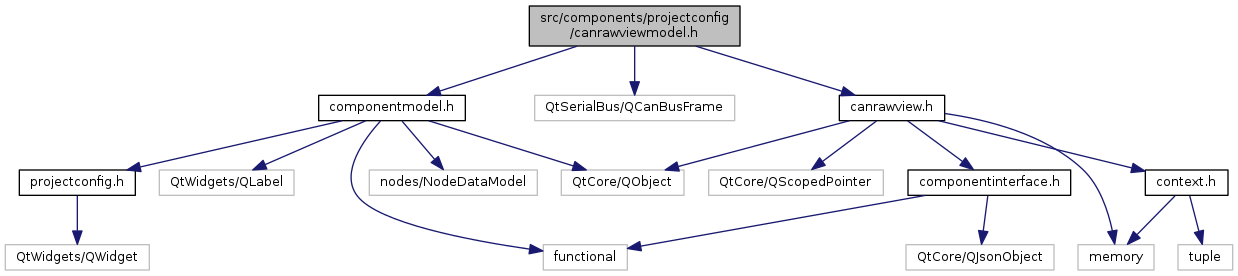 src/components/projectconfig
/canrawviewmodel.h
componentmodel.h
QtSerialBus/QCanBusFrame
canrawview.h
projectconfig.h
QtWidgets/QLabel
nodes/NodeDataModel
QtCore/QObject
QtCore/QScopedPointer
componentinterface.h
context.h
QtWidgets/QWidget
functional
QtCore/QJsonObject
memory
tuple